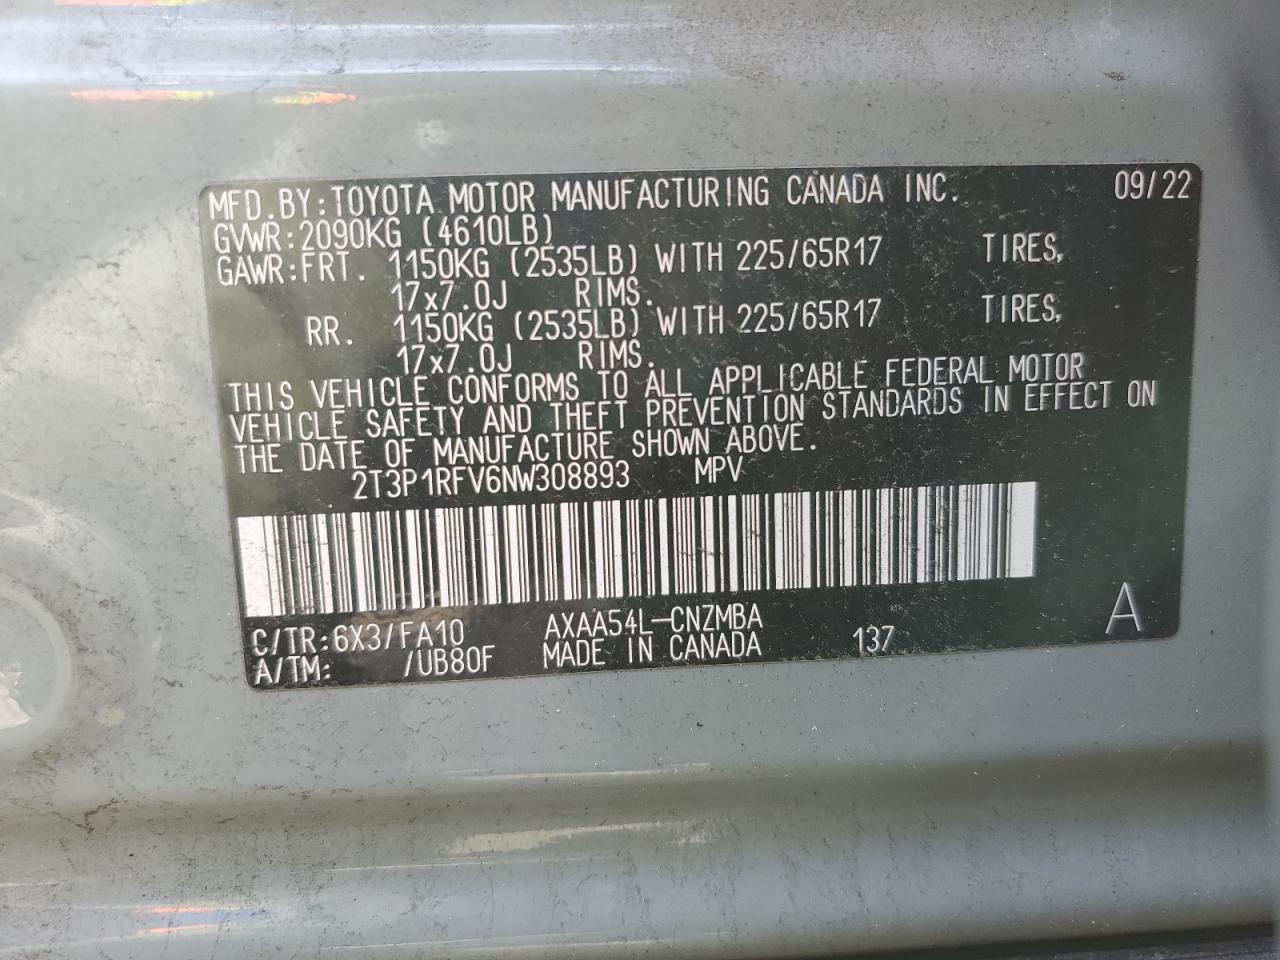 MFD.BY:TOYOTA MOTOR MANUFACTURING CANADA INC. 09/22
GVWR:2090KG (4610LB)
GAWR:FRT. 1150KG (2535LB) WITH 225/65R17 TIRES,
17x7.0J RIMS.
RR. 1150KG (2535LB) WITH 225/65R17 TIRES,
17x7.0J RIMS.
THIS VEHICLE CONFORMS TO ALL APPLICABLE FEDERAL MOTOR
VEHICLE SAFETY AND THEFT PREVENTION STANDARDS IN EFFECT ON
THE DATE OF MANUFACTURE SHOWN ABOVE.
2T3P1RFV6NW308893 MPV
C/TR:6X3/FA10 AXAA54L-CNZMBA A
A/TM: /UB80F MADE IN CANADA 137